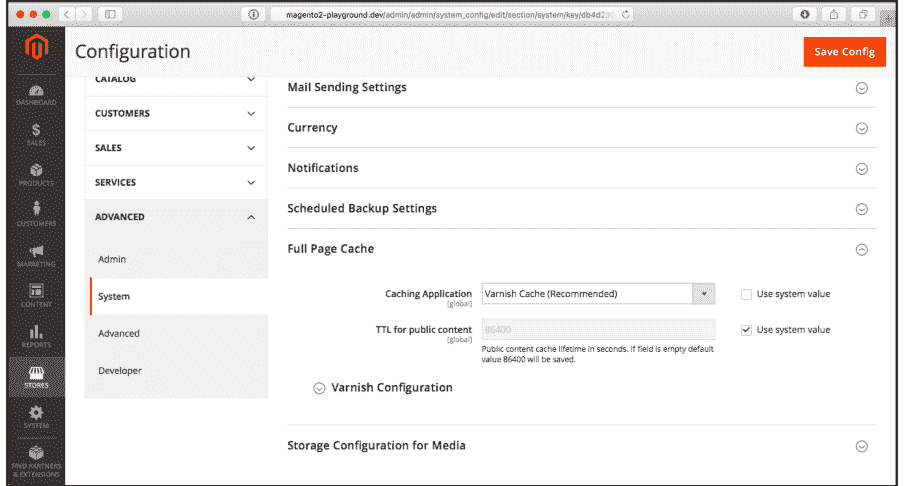 magento2-playground.dev/admin/admin/system_config/edit/section/system/key/db4d23
Configuration
Save Config
DASHBOARD
SALES
PRODUCTS
CUSTOMERS
MARKETING
CONTENT
REPORTS
STORES
SYSTEM
FIND PARTNERS
& EXTENSIONS
CATALOG
CUSTOMERS
SALES
SERVICES
ADVANCED
Admin
System
Advanced
Developer
Mail Sending Settings
Currency
Notifications
Scheduled Backup Settings
Full Page Cache
Caching Application
[global]
Varnish Cache (Recommended)
Use system value
TTL for public content
[global]
86400
Use system value
Public content cache lifetime in seconds. If field is empty default
value 86400 will be saved.
Varnish Configuration
Storage Configuration for Media